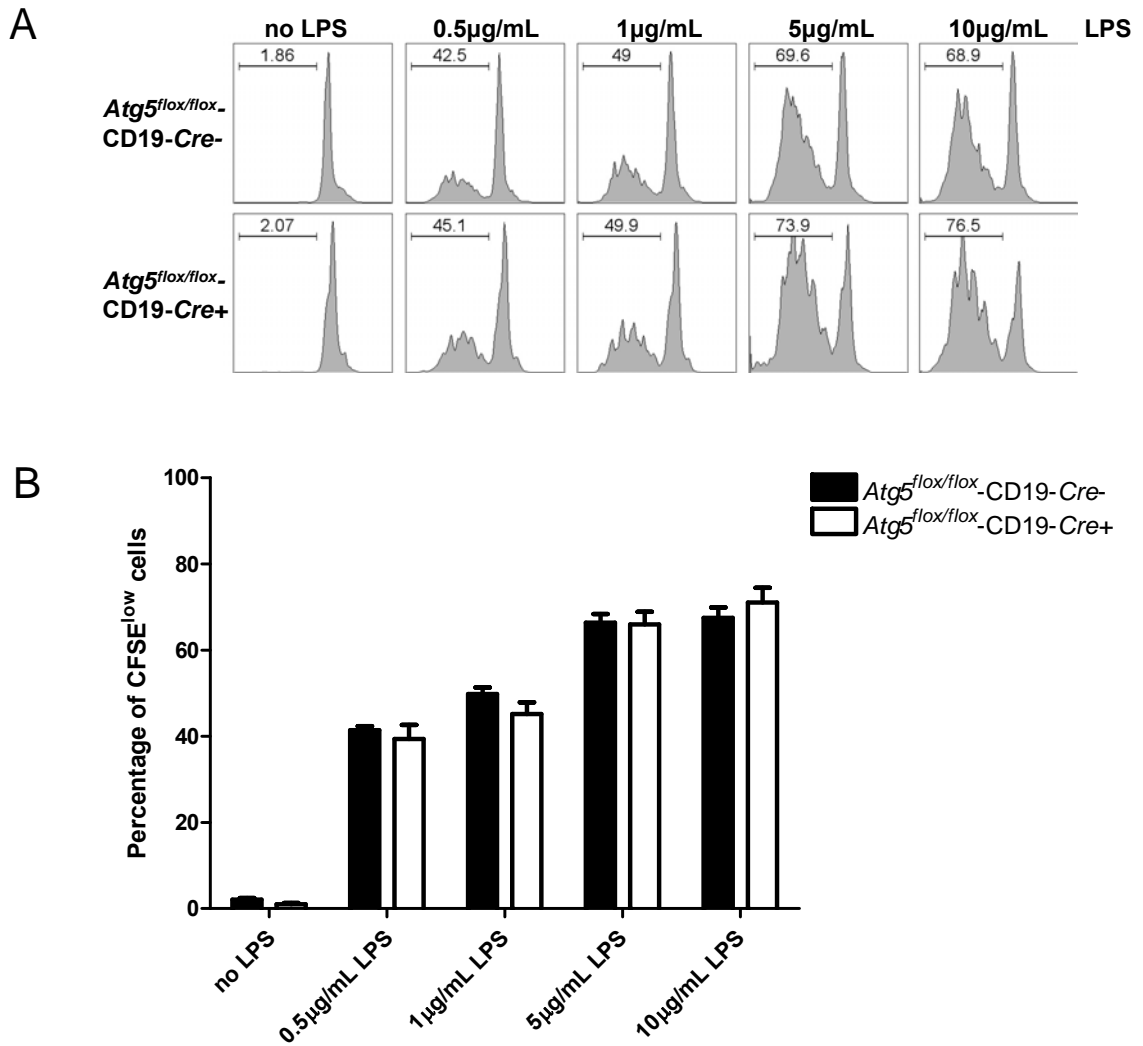 A
no LPS 0.5µg/mL 1µg/mL 5µg/mL 10µg/mL LPS
Atg5flox/flox-
CD19-Cre-
1.86 42.5 49 69.6 68.9
Atg5flox/flox-
CD19-Cre+
2.07 45.1 49.9 73.9 76.5
B
Percentage of CFSElow cells
100
80
60
40
20
0
no LPS
0.5µg/mL LPS
1µg/mL LPS
5µg/mL LPS
10µg/mL LPS
Atg5flox/flox-CD19-Cre-
Atg5flox/flox-CD19-Cre+